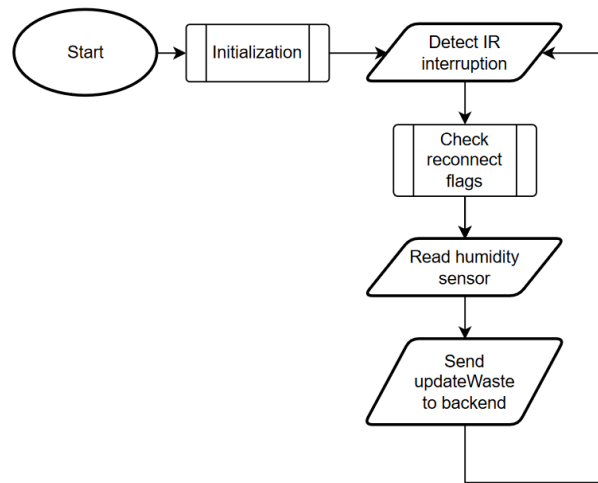 Start
Initialization
Detect IR
interruption
Check
reconnect
flags
Read humidity
sensor
Send
updateWaste
to backend